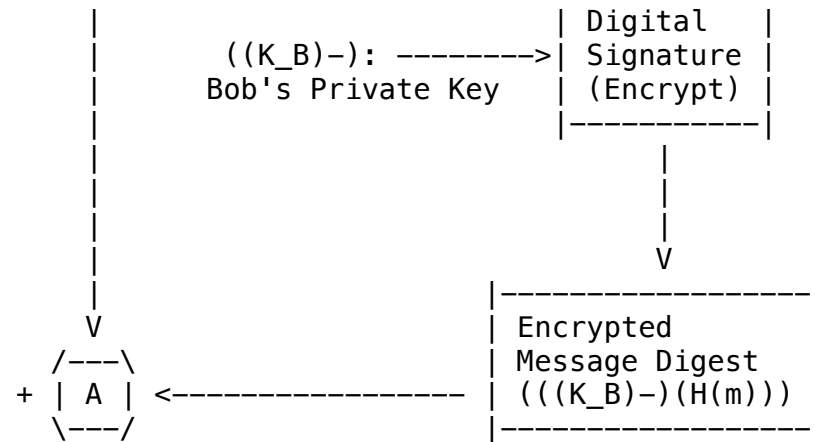 Digital
((K_B)-): -------->| Signature |
Bob's Private Key | (Encrypt) |
|-----------|
V
|------------------
V | Encrypted
/---\ | Message Digest
+ | A | <----------------- | (((K_B)-)(H(m)))
\---/ |------------------